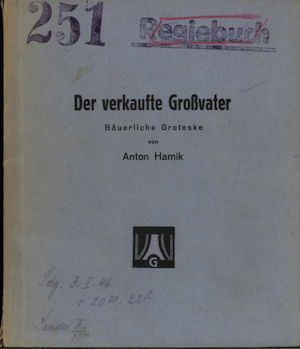 251
Regiebuch
Der verkaufte Großvater
Bäuerliche Groteske
von
Anton Hamik
G